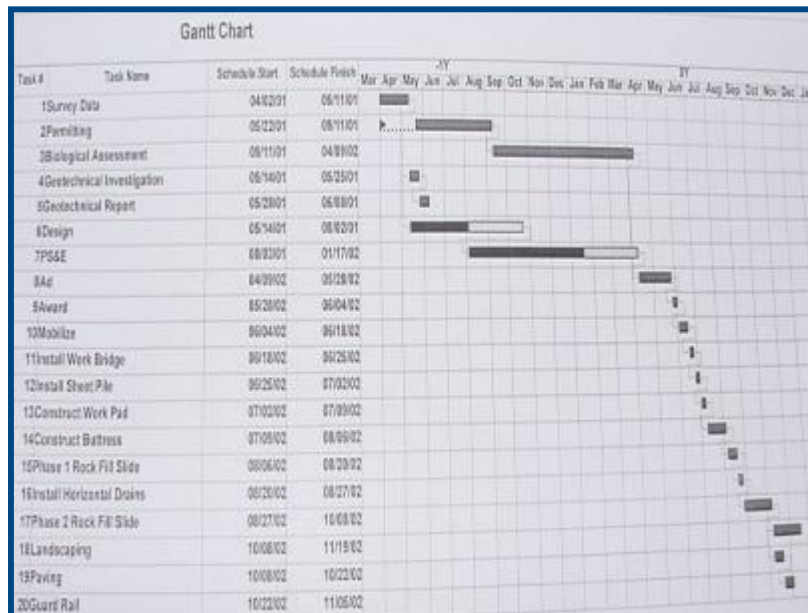 Gantt Chart
-1Y 0Y
Task # Task Name Schedule Start Schedule Finish Mar Apr May Jun Jul Aug Sep Oct Nov Dec Jan Feb Mar Apr May Jun Jul Aug Sep Oct Nov Dec
1Survey Data 04/02/01 05/11/01
2Permitting 05/22/01 09/11/01
3Biological Assessment 09/11/01 04/09/02
4Geotechnical Investigation 05/14/01 05/25/01
5Geotechnical Report 05/28/01 06/08/01
6Design 05/14/01 08/02/01
7PS&E 08/03/01 01/17/02
8Ad 04/09/02 05/28/02
9Award 05/28/02 06/04/02
10Mobilize 06/04/02 06/18/02
11Install Work Bridge 06/18/02 06/25/02
12Install Sheet Pile 06/25/02 07/02/02
13Construct Work Pad 07/02/02 07/09/02
14Construct Buttress 07/09/02 08/06/02
15Phase 1 Rock Fill Slide 08/06/02 08/20/02
16Install Horizontal Drains 08/20/02 08/27/02
17Phase 2 Rock Fill Slide 08/27/02 10/08/02
18Landscaping 10/08/02 11/19/02
19Paving 10/08/02 10/22/02
20Guard Rail 10/22/02 11/05/02